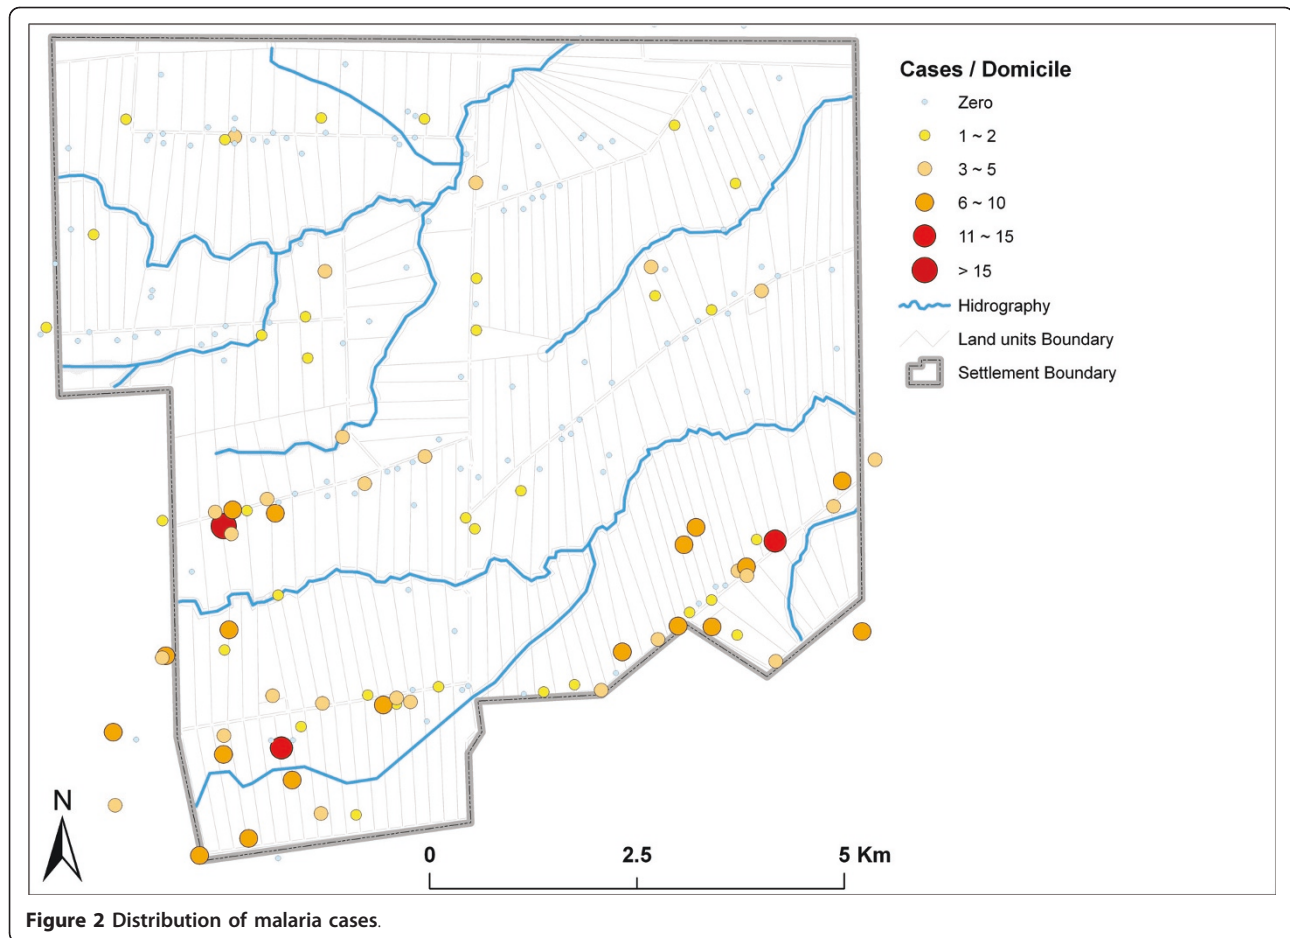 Cases / Domicile
Zero
1 ~ 2
3 ~ 5
6 ~ 10
11 ~ 15
> 15
Hidrography
Land units Boundary
Settlement Boundary
N
0 2.5 5 Km
Figure 2 Distribution of malaria cases.